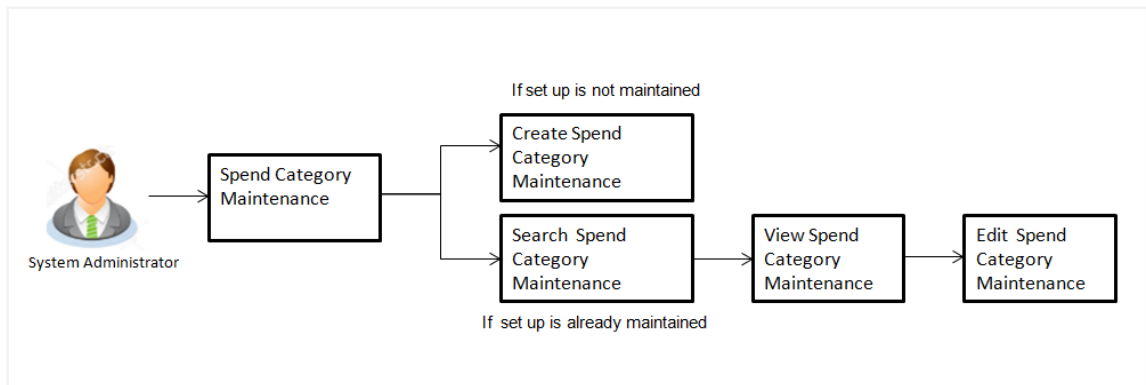 If set up is not maintained
Create Spend
Category
Maintenance
Spend Category
Maintenance
System Administrator
Search Spend
Category
Maintenance
View Spend
Category
Maintenance
Edit Spend
Category
Maintenance
If set up is already maintained